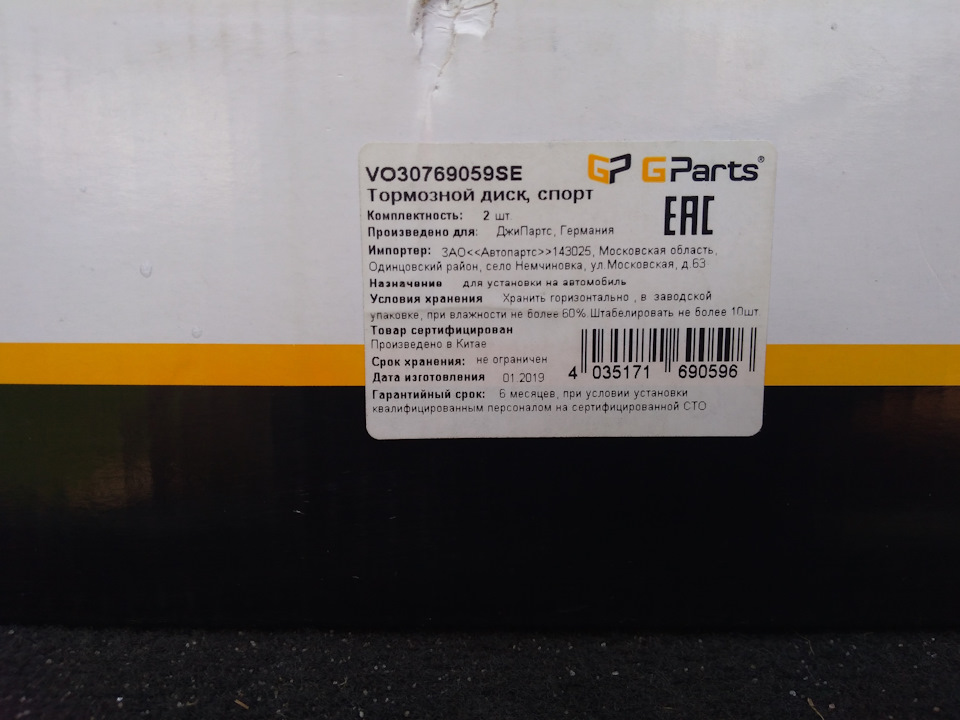 VO30769059SE
GP GParts®
Тормозной диск, спорт
EAC
Комплектность: 2 шт.
Произведено для: ДжиПартс, Германия
Импортер: ЗАО<<Автопартс>>143025, Московская область,
Одинцовский район, село Немчиновка, ул.Московская, д.63
Назначение для установки на автомобиль
Условия хранения Хранить горизонтально , в заводской
упаковке, при влажности не более 60%.Штабелировать не более 10шт
Товар сертифицирован
Произведено в Китае
Срок хранения: не ограничен
Дата изготовления 01.2019
4 035171 690596
Гарантийный срок: 6 месяцев, при условии установки
квалифицированным персоналом на сертифицированной СТО